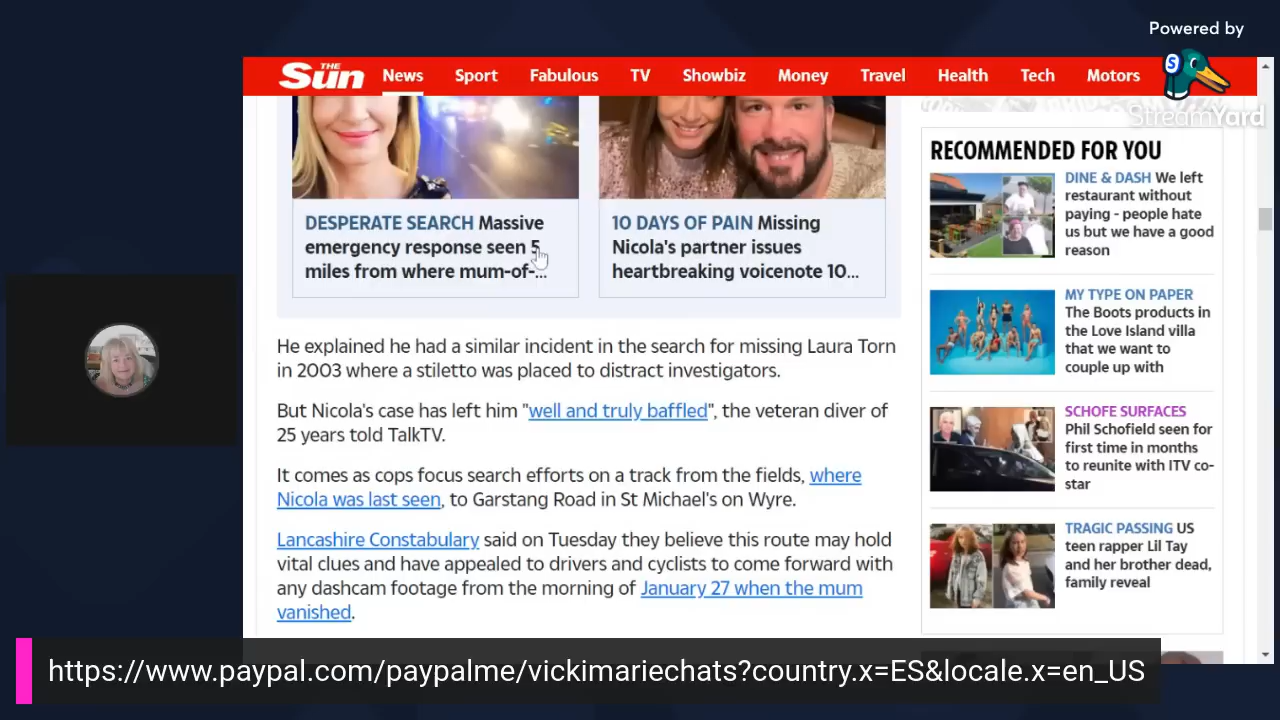 Powered by
StreamYard
THE Sun
News
Sport
Fabulous
TV
Showbiz
Money
Travel
Health
Tech
Motors
DESPERATE SEARCH Massive
emergency response seen 5
miles from where mum-of-...
10 DAYS OF PAIN Missing
Nicola's partner issues
heartbreaking voicenote 10...
He explained he had a similar incident in the search for missing Laura Torn
in 2003 where a stiletto was placed to distract investigators.
But Nicola's case has left him "well and truly baffled", the veteran diver of
25 years told TalkTV.
It comes as cops focus search efforts on a track from the fields, where
Nicola was last seen, to Garstang Road in St Michael's on Wyre.
Lancashire Constabulary said on Tuesday they believe this route may hold
vital clues and have appealed to drivers and cyclists to come forward with
any dashcam footage from the morning of January 27 when the mum
vanished.
RECOMMENDED FOR YOU
DINE & DASH We left
restaurant without
paying - people hate
us but we have a good
reason
MY TYPE ON PAPER
The Boots products in
the Love Island villa
that we want to
couple up with
SCHOFE SURFACES
Phil Schofield seen for
first time in months
to reunite with ITV co-
star
TRAGIC PASSING US
teen rapper Lil Tay
and her brother dead,
family reveal
https://www.paypal.com/paypalme/vickimariechats?country.x=ES&locale.x=en_US